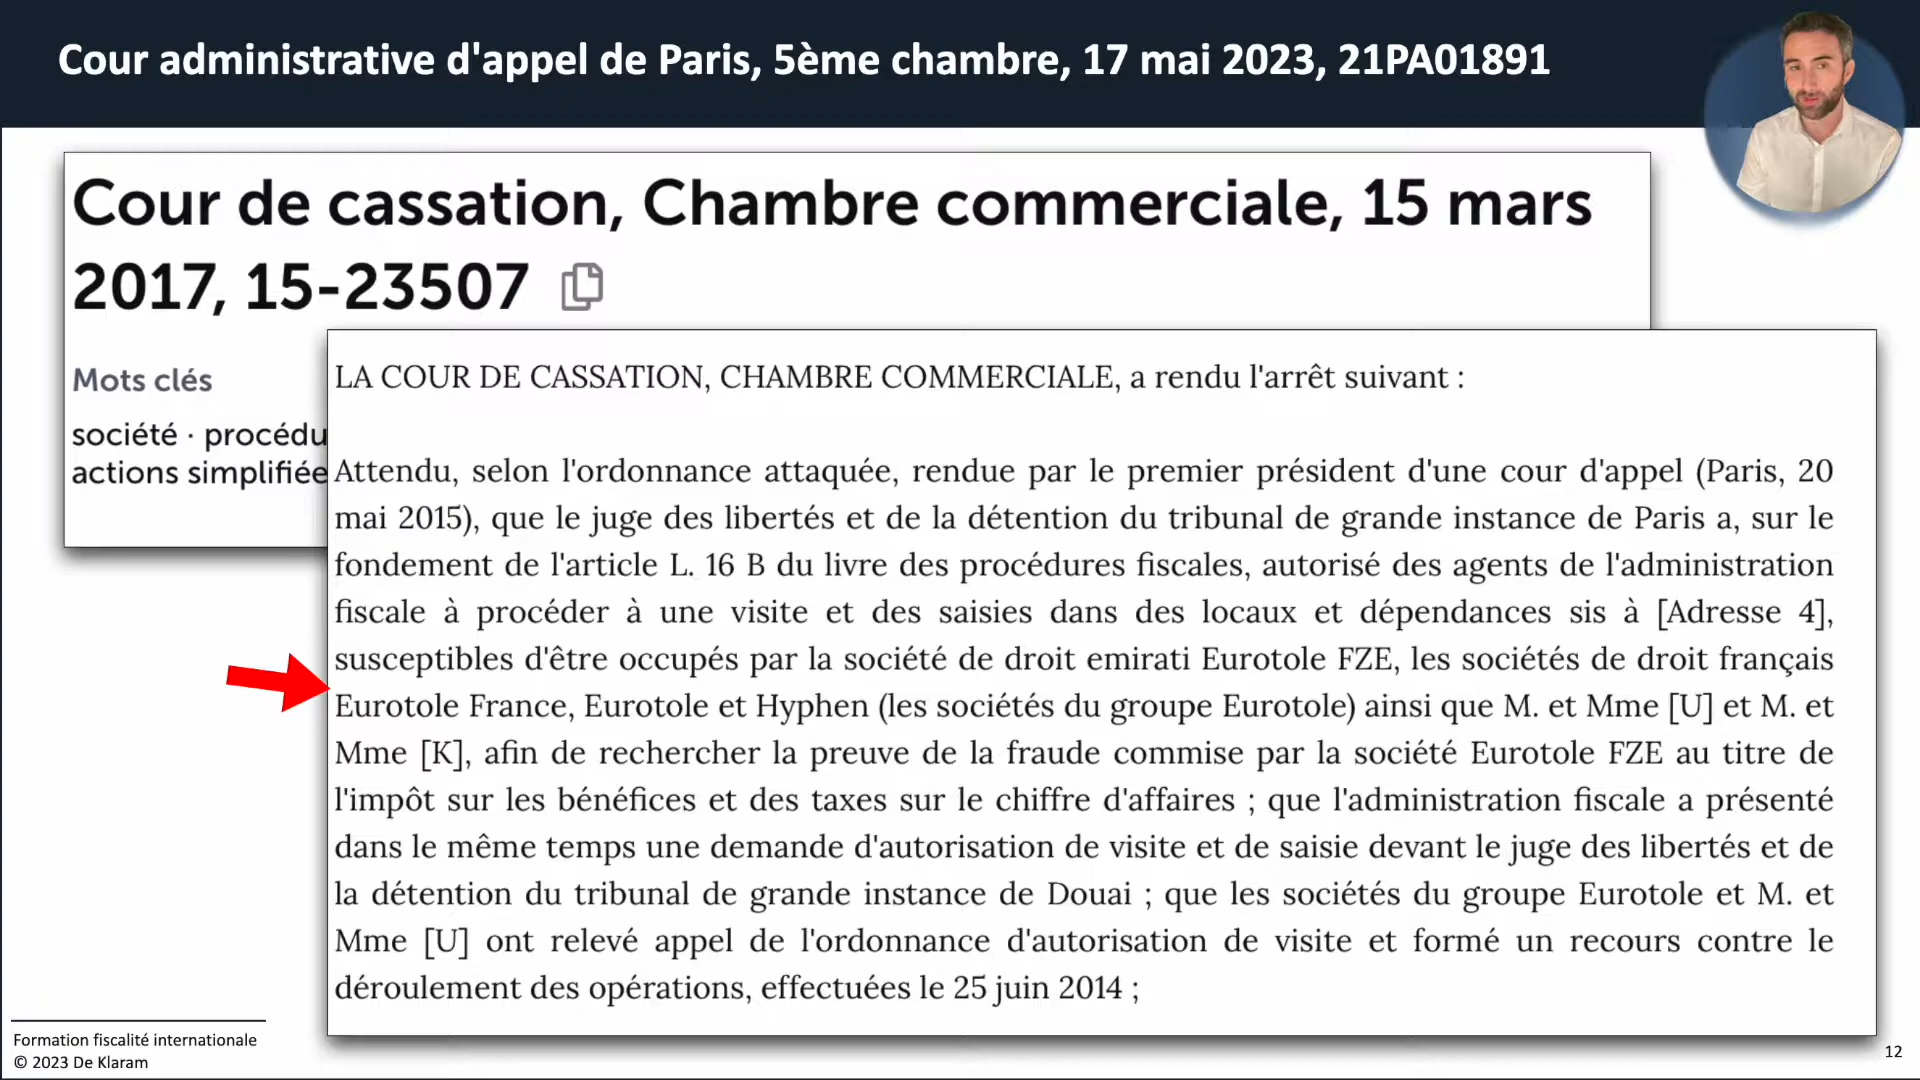 Cour administrative d'appel de Paris, 5ème chambre, 17 mai 2023, 21PA01891
Cour de cassation, Chambre commerciale, 15 mars
2017, 15-23507
Mots clés
société · procédu
actions simplifiée
LA COUR DE CASSATION, CHAMBRE COMMERCIALE, a rendu l'arrêt suivant :
Attendu, selon l'ordonnance attaquée, rendue par le premier président d'une cour d'appel (Paris, 20
mai 2015), que le juge des libertés et de la détention du tribunal de grande instance de Paris a, sur le
fondement de l'article L. 16 B du livre des procédures fiscales, autorisé des agents de l'administration
fiscale à procéder à une visite et des saisies dans des locaux et dépendances sis à [Adresse 4],
susceptibles d'être occupés par la société de droit emirati Eurotole FZE, les sociétés de droit français
Eurotole France, Eurotole et Hyphen (les sociétés du groupe Eurotole) ainsi que M. et Mme [U] et M. et
Mme [K], afin de rechercher la preuve de la fraude commise par la société Eurotole FZE au titre de
l'impôt sur les bénéfices et des taxes sur le chiffre d'affaires ; que l'administration fiscale a présenté
dans le même temps une demande d'autorisation de visite et de saisie devant le juge des libertés et de
la détention du tribunal de grande instance de Douai ; que les sociétés du groupe Eurotole et M. et
Mme [U] ont relevé appel de l'ordonnance d'autorisation de visite et formé un recours contre le
déroulement des opérations, effectuées le 25 juin 2014 ;
Formation fiscalité internationale
© 2023 De Klaram
12